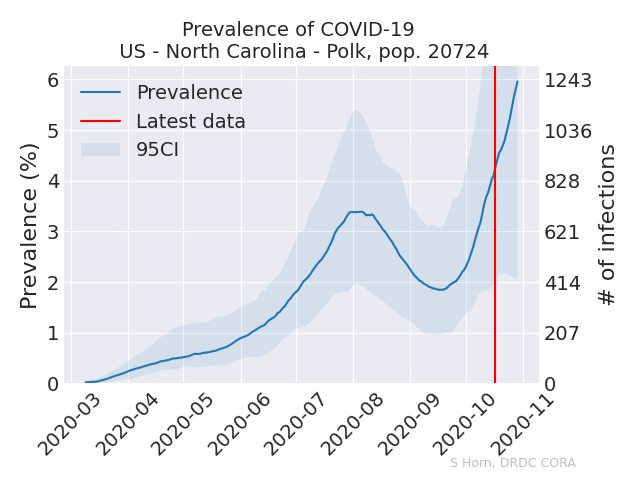 Prevalence of COVID-19
US - North Carolina - Polk, pop. 20724
Prevalence
Latest data
95CI
Prevalence (%)
6
5
4
3
2
1
0
1243
1036
828
621
414
207
0
# of infections
2020-03
2020-04
2020-05
2020-06
2020-07
2020-08
2020-09
2020-10
2020-11
S Horn, DRDC CORA